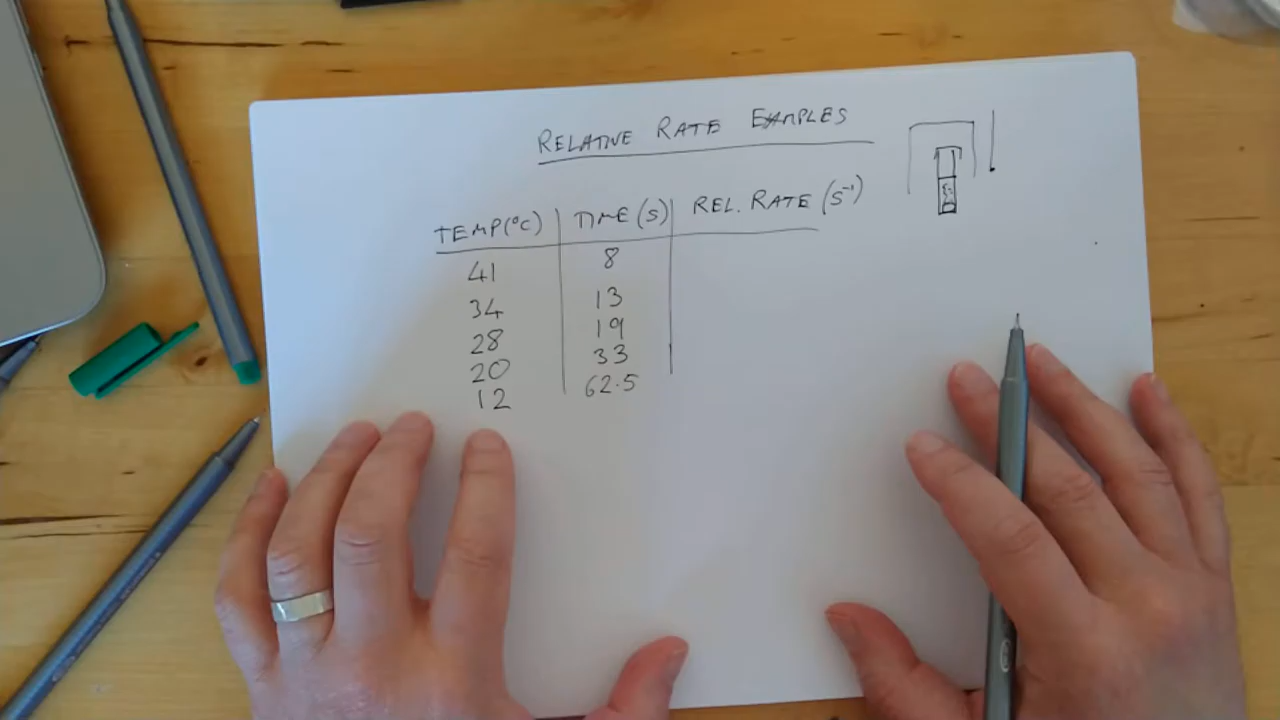 RELATIVE RATE EXAMPLES
TEMP(°C) TIME (s) REL. RATE (s⁻¹)
41 8
34 13
28 19
20 33
12 62.5